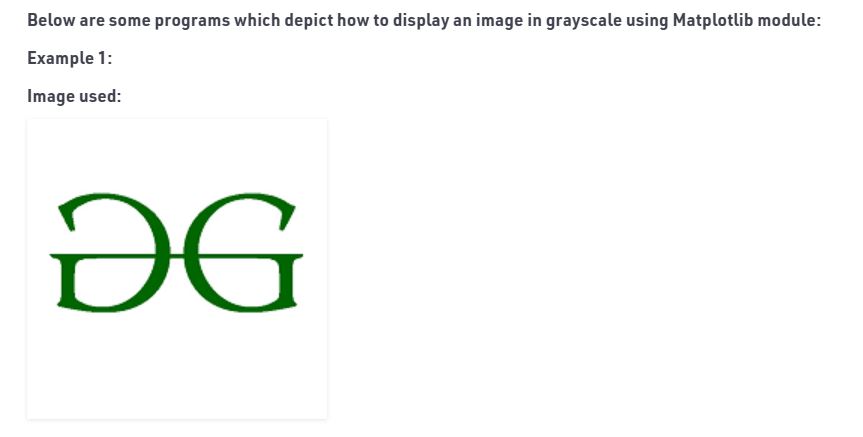 Below are some programs which depict how to display an image in grayscale using Matplotlib module:
Example 1:
Image used: